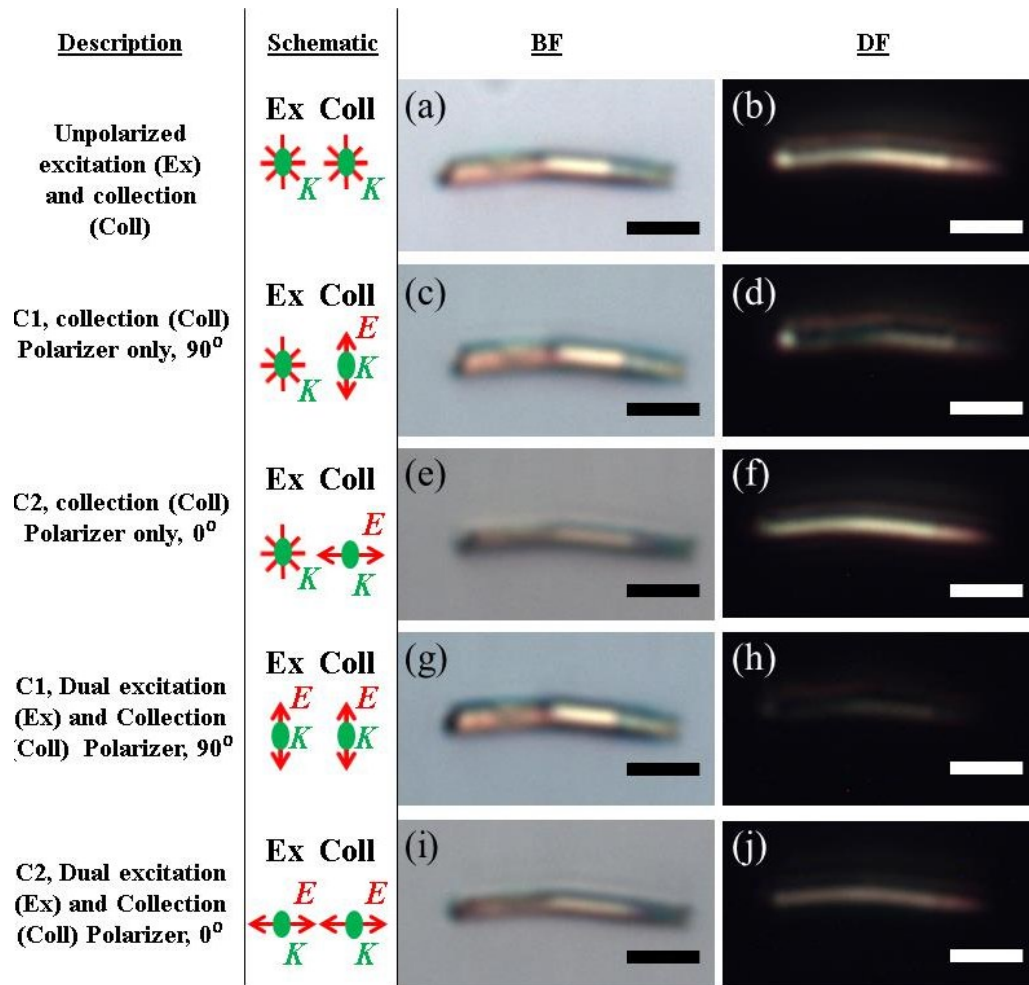 Description Schematic BF DF
Unpolarized
excitation (Ex)
and collection
(Coll)
Ex Coll
K K
(a) (b)
C1, collection (Coll)
Polarizer only, 90°
Ex Coll
E
K K
(c) (d)
C2, collection (Coll)
Polarizer only, 0°
Ex Coll
E
K K
(e) (f)
C1, Dual excitation
(Ex) and Collection
(Coll) Polarizer, 90°
Ex Coll
E E
K K
(g) (h)
C2, Dual excitation
(Ex) and Collection
(Coll) Polarizer, 0°
Ex Coll
E E
K K
(i) (j)